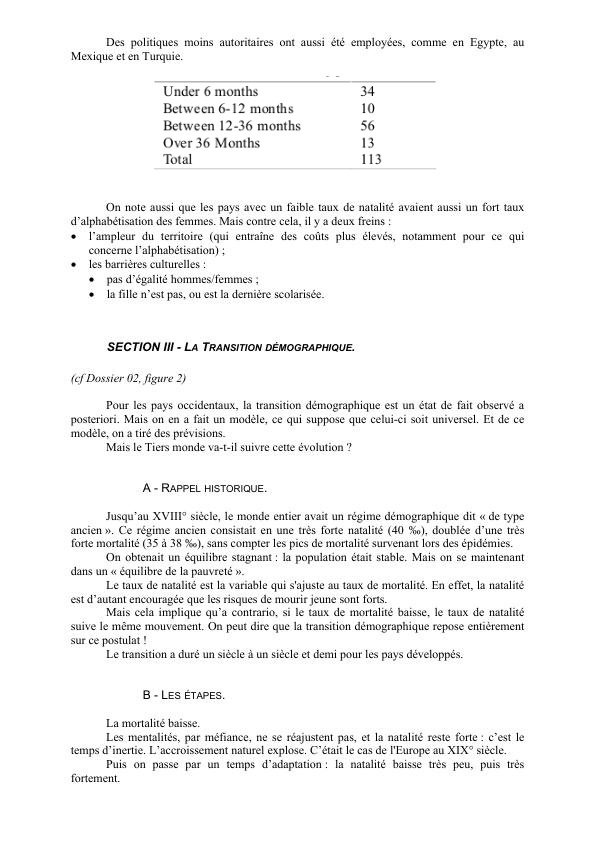 Des politiques moins autoritaires ont aussi été employées, comme en Egypte, au
Mexique et en Turquie.
Under 6 months 34
Between 6-12 months 10
Between 12-36 months 56
Over 36 Months 13
Total 113
On note aussi que les pays avec un faible taux de natalité avaient aussi un fort taux
d'alphabétisation des femmes. Mais contre cela, il y a deux freins :
• l'ampleur du territoire (qui entraîne des coûts plus élevés, notamment pour ce qui
concerne l'alphabétisation) ;
• les barrières culturelles :
• pas d'égalité hommes/femmes ;
• la fille n'est pas, ou est la dernière scolarisée.
SECTION III - LA TRANSITION DÉMOGRAPHIQUE.
(cf Dossier 02, figure 2)
Pour les pays occidentaux, la transition démographique est un état de fait observé a
posteriori. Mais on en a fait un modèle, ce qui suppose que celui-ci soit universel. Et de ce
modèle, on a tiré des prévisions.
Mais le Tiers monde va-t-il suivre cette évolution ?
A - RAPPEL HISTORIQUE.
Jusqu'au XVIII° siècle, le monde entier avait un régime démographique dit « de type
ancien ». Ce régime ancien consistait en une très forte natalité (40 ‰), doublée d'une très
forte mortalité (35 à 38 ‰), sans compter les pics de mortalité survenant lors des épidémies.
On obtenait un équilibre stagnant : la population était stable. Mais on se maintenant
dans un « équilibre de la pauvreté ».
Le taux de natalité est la variable qui s'ajuste au taux de mortalité. En effet, la natalité
est d'autant encouragée que les risques de mourir jeune sont forts.
Mais cela implique qu'a contrario, si le taux de mortalité baisse, le taux de natalité
suive le même mouvement. On peut dire que la transition démographique repose entièrement
sur ce postulat !
Le transition a duré un siècle à un siècle et demi pour les pays développés.
B - LES ÉTAPES.
La mortalité baisse.
Les mentalités, par méfiance, ne se réajustent pas, et la natalité reste forte : c'est le
temps d'inertie. L'accroissement naturel explose. C'était le cas de l'Europe au XIX° siècle.
Puis on passe par un temps d'adaptation : la natalité baisse très peu, puis très
fortement.